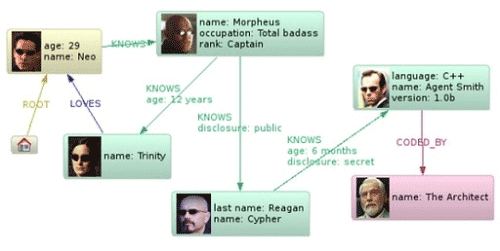 name: Morpheus
occupation: Total badass
rank: Captain
age: 29
name: Neo
KNOWS
language: C++
name: Agent Smith
version: 1.0b
KNOWS
age: 12 years
ROOT
LOVES
KNOWS
disclosure: public
KNOWS
age: 6 months
disclosure: secret
CODED_BY
name: Trinity
name: The Architect
last name: Reagan
name: Cypher